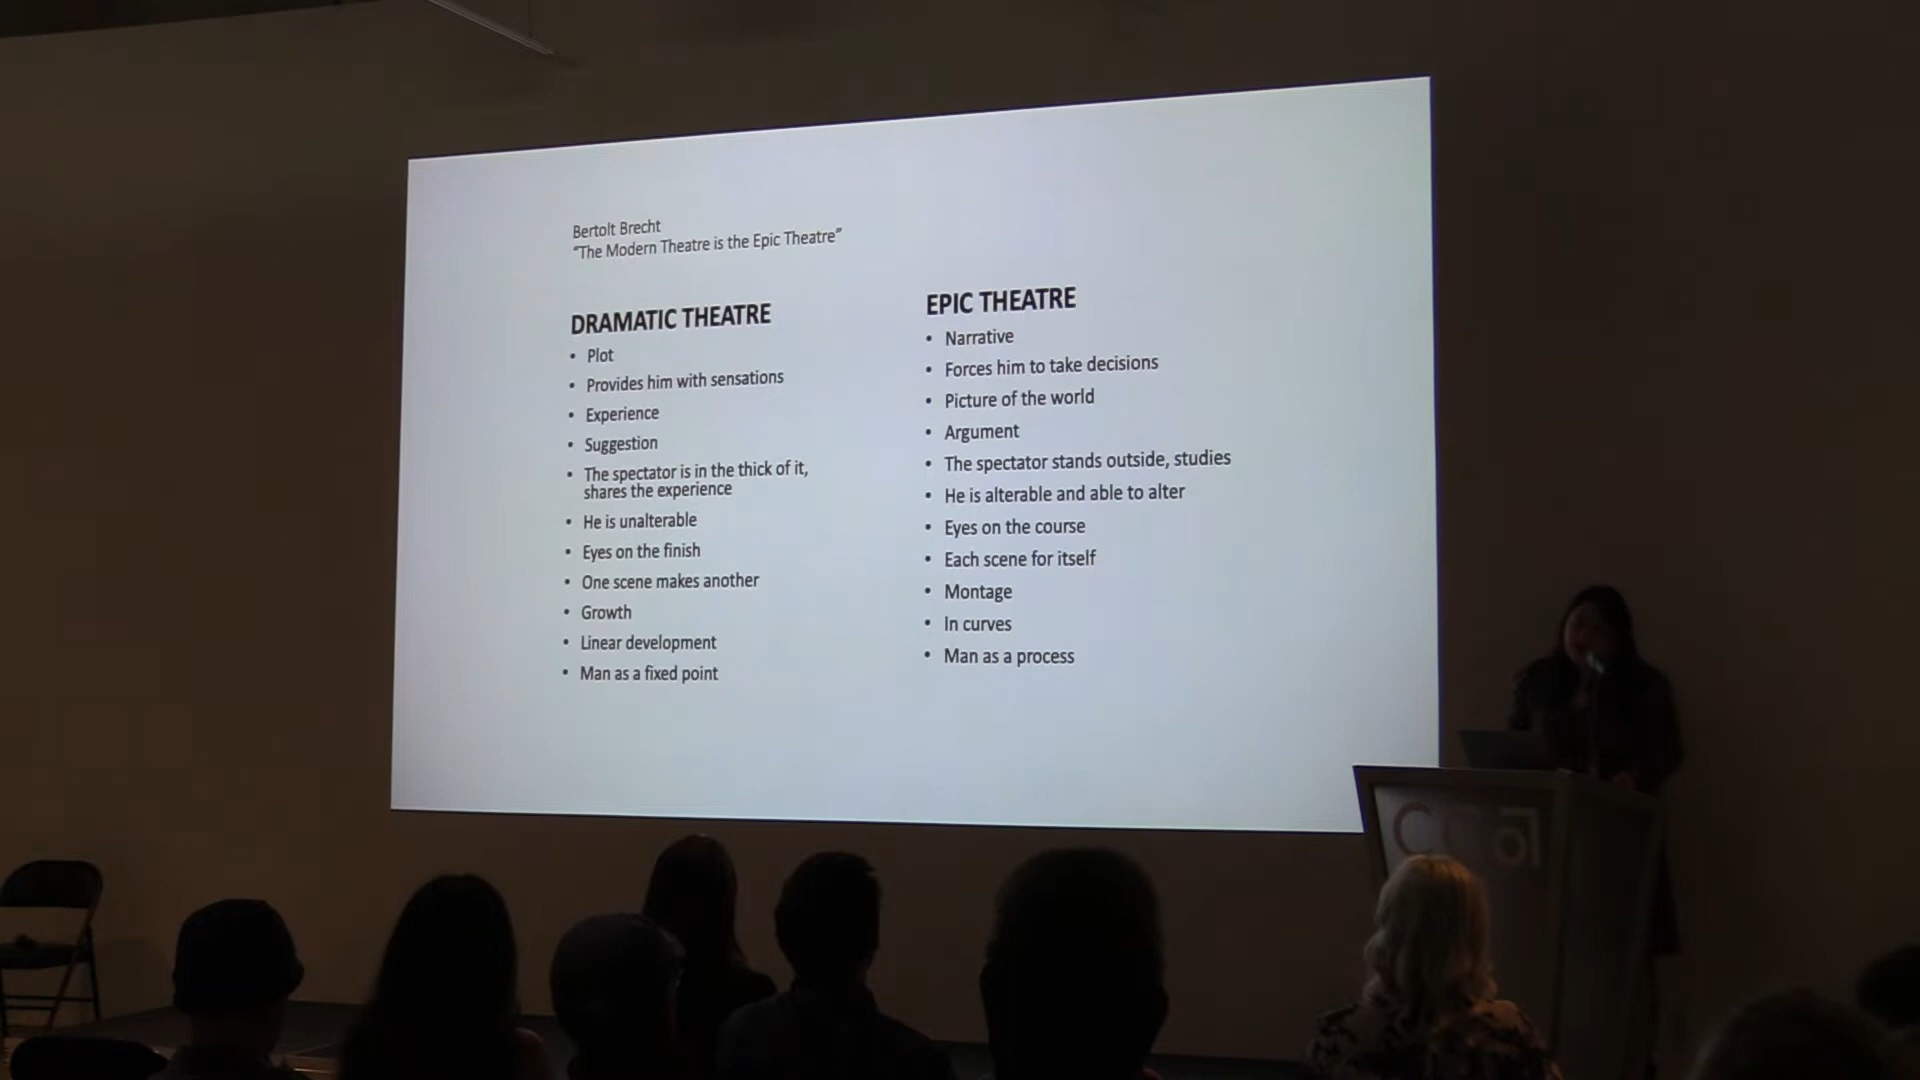 Bertolt Brecht
“The Modern Theatre is the Epic Theatre”
DRAMATIC THEATRE
• Plot
• Provides him with sensations
• Experience
• Suggestion
• The spectator is in the thick of it,
shares the experience
• He is unalterable
• Eyes on the finish
• One scene makes another
• Growth
• Linear development
• Man as a fixed point
EPIC THEATRE
• Narrative
• Forces him to take decisions
• Picture of the world
• Argument
• The spectator stands outside, studies
• He is alterable and able to alter
• Eyes on the course
• Each scene for itself
• Montage
• In curves
• Man as a process